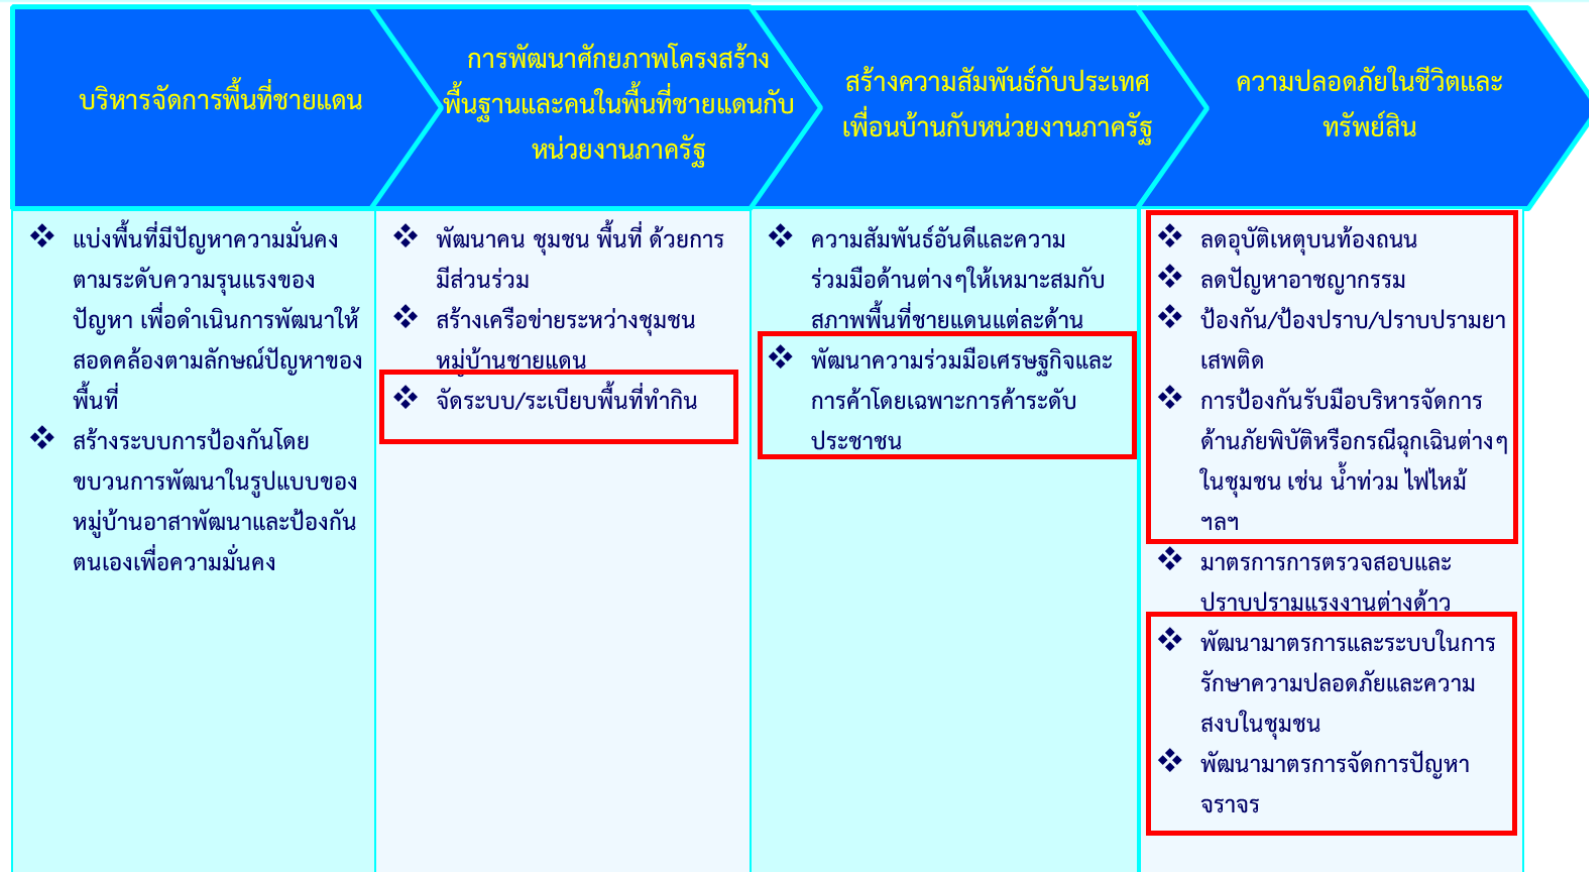 บริหารจัดการพื้นที่ชายแดน
การพัฒนาศักยภาพโครงสร้าง
พื้นฐานและคนในพื้นที่ชายแดนกับ
หน่วยงานภาครัฐ
สร้างความสัมพันธ์กับประเทศ
เพื่อนบ้านกับหน่วยงานภาครัฐ
ความปลอดภัยในชีวิตและ
ทรัพย์สิน
❖ แบ่งพื้นที่มีปัญหาความมั่นคง
ตามระดับความรุนแรงของ
ปัญหา เพื่อดำเนินการพัฒนาให้
สอดคล้องตามลักษณ์ปัญหาของ
พื้นที่
❖ สร้างระบบการป้องกันโดย
ขบวนการพัฒนาในรูปแบบของ
หมู่บ้านอาสาพัฒนาและป้องกัน
ตนเองเพื่อความมั่นคง
❖ พัฒนาคน ชุมชน พื้นที่ ด้วยการ
มีส่วนร่วม
❖ สร้างเครือข่ายระหว่างชุมชน
หมู่บ้านชายแดน
❖ จัดระบบ/ระเบียบพื้นที่ทำกิน
❖ ความสัมพันธ์อันดีและความ
ร่วมมือด้านต่างๆให้เหมาะสมกับ
สภาพพื้นที่ชายแดนแต่ละด้าน
❖ พัฒนาความร่วมมือเศรษฐกิจและ
การค้าโดยเฉพาะการค้าระดับ
ประชาชน
❖ ลดอุบัติเหตุบนท้องถนน
❖ ลดปัญหาอาชญากรรม
❖ ป้องกัน/ป้องปราบ/ปราบปรามยา
เสพติด
❖ การป้องกันรับมือบริหารจัดการ
ด้านภัยพิบัติหรือกรณีฉุกเฉินต่างๆ
ในชุมชน เช่น น้ำท่วม ไฟไหม้
ฯลฯ
❖ มาตรการการตรวจสอบและ
ปราบปรามแรงงานต่างด้าว
❖ พัฒนามาตรการและระบบในการ
รักษาความปลอดภัยและความ
สงบในชุมชน
❖ พัฒนามาตรการจัดการปัญหา
จราจร